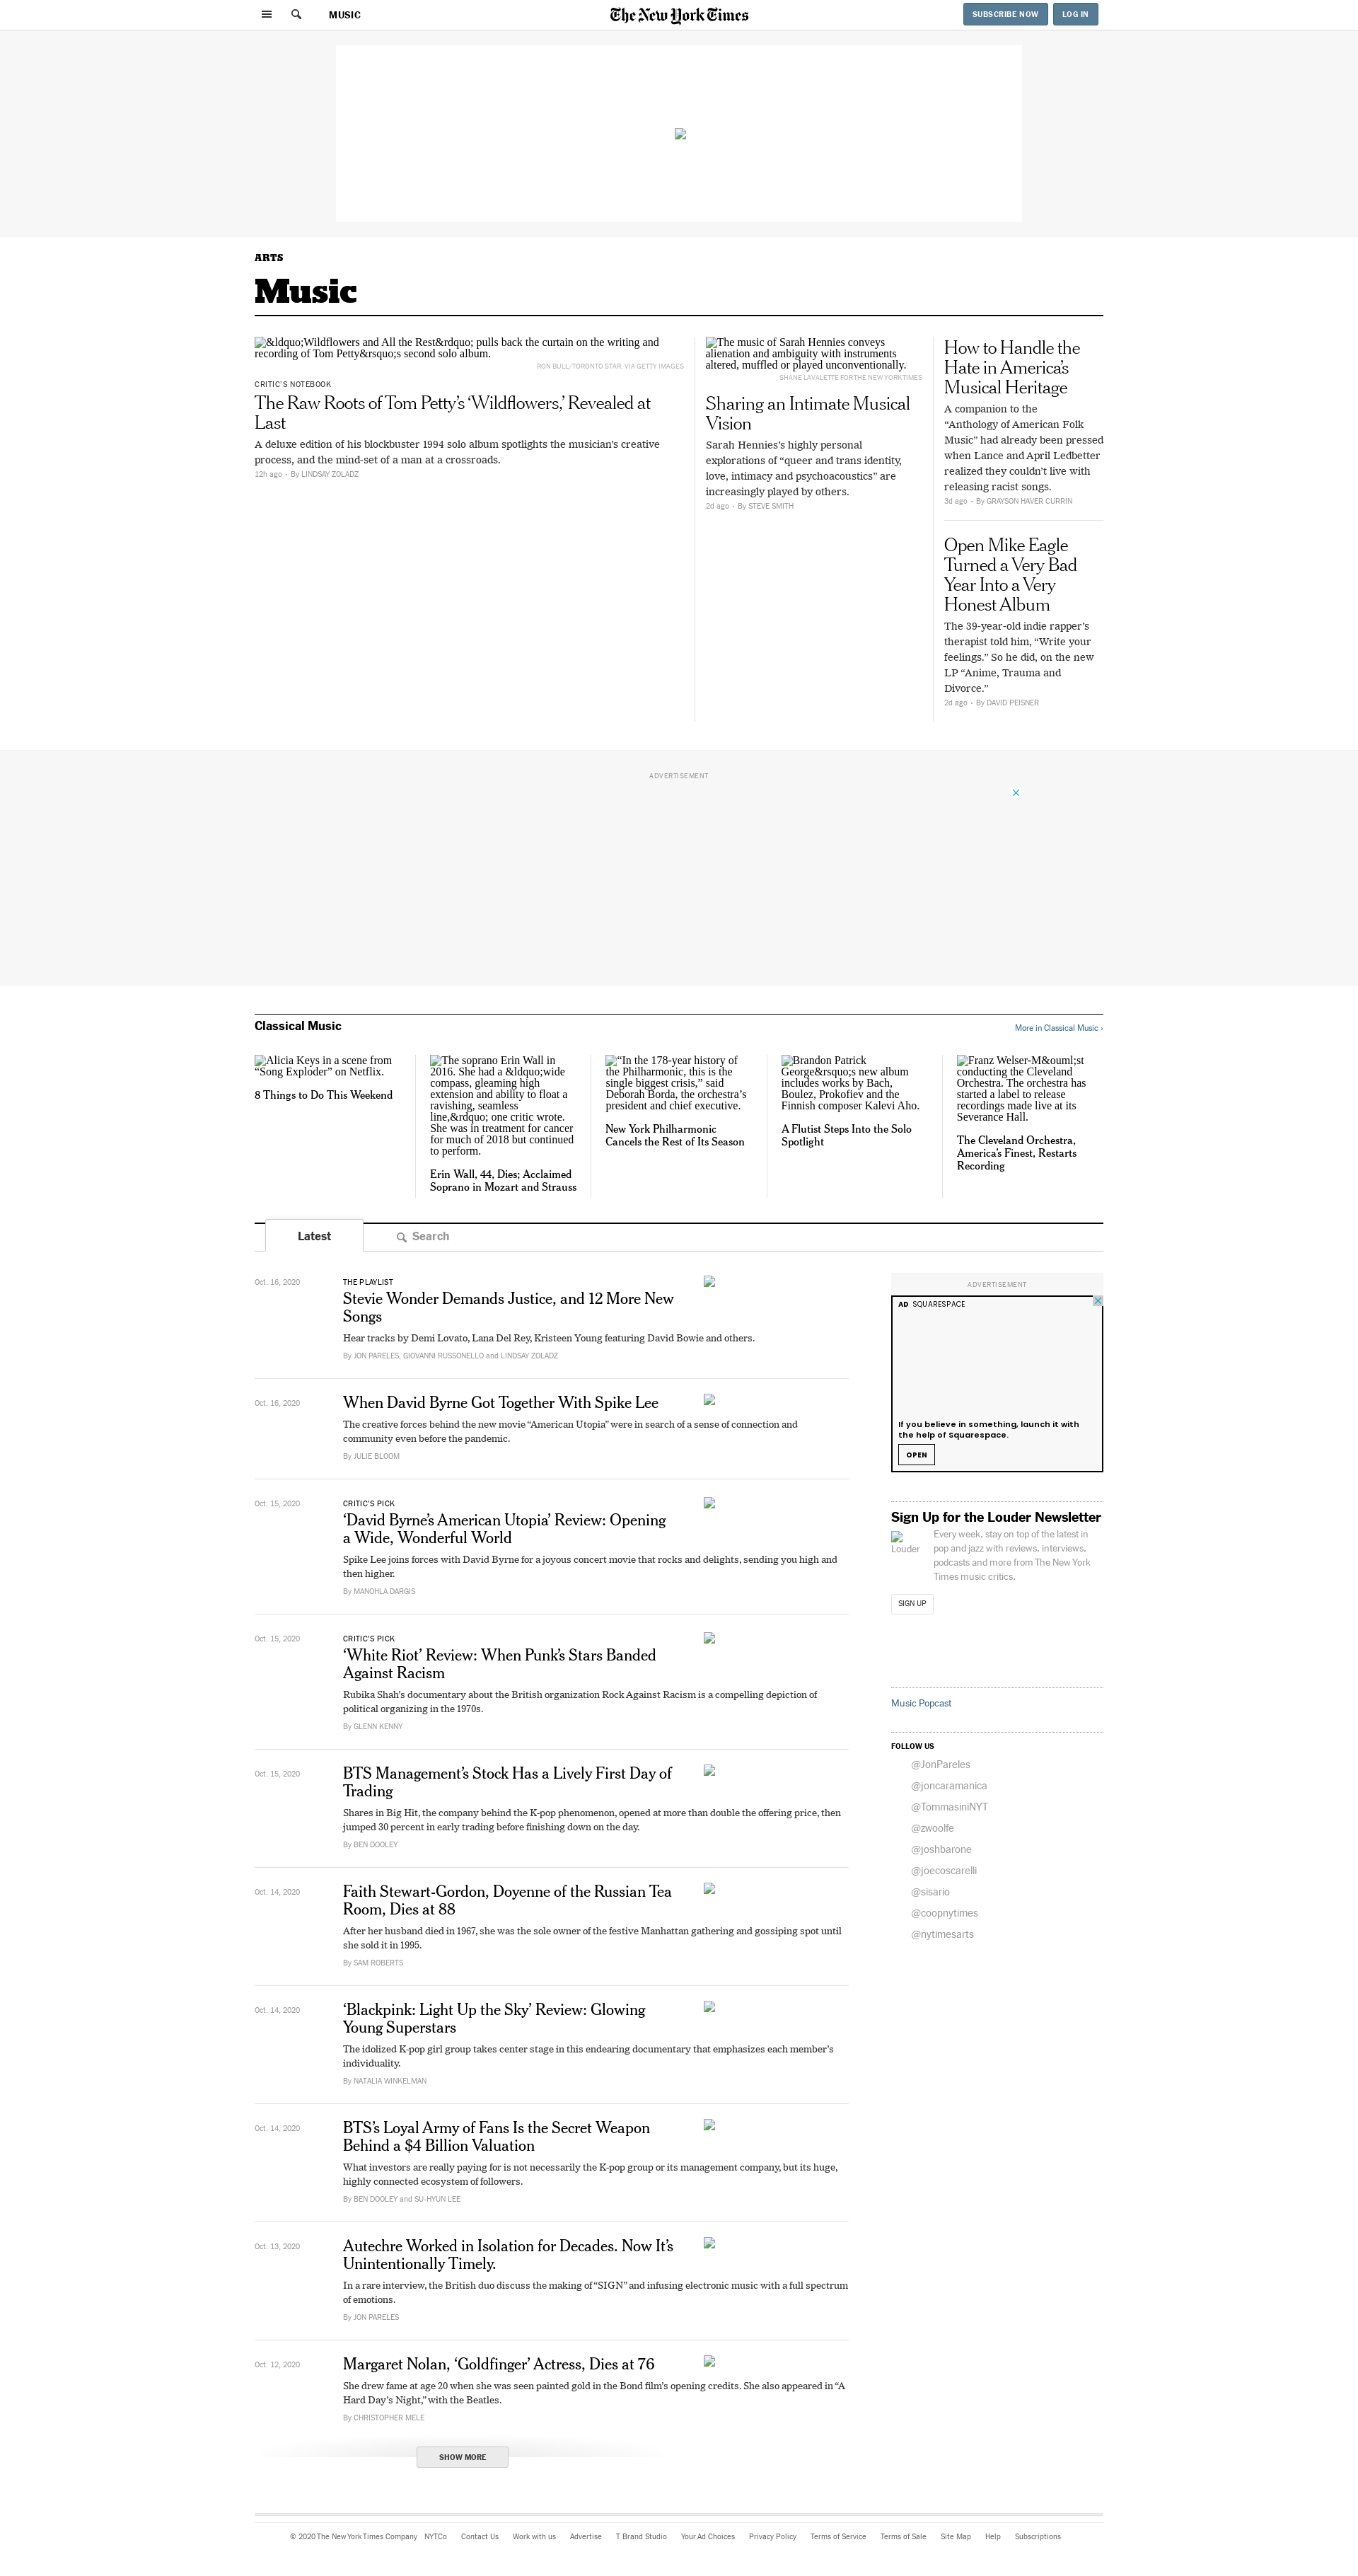 MUSIC
The New York Times
SUBSCRIBE NOW
LOG IN
ARTS
Music
&ldquo;Wildflowers and All the Rest&rdquo; pulls back the curtain on the writing and
recording of Tom Petty&rsquo;s second solo album.
RON BULL/TORONTO STAR, VIA GETTY IMAGES
CRITIC'S NOTEBOOK
The Raw Roots of Tom Petty’s ‘Wildflowers,’ Revealed at
Last
A deluxe edition of his blockbuster 1994 solo album spotlights the musician’s creative
process, and the mind-set of a man at a crossroads.
12h ago • By LINDSAY ZOLADZ
The music of Sarah Hennies conveys
alienation and ambiguity with instruments
altered, muffled or played unconventionally.
SHANE LAVALETTE FOR THE NEW YORK TIMES
Sharing an Intimate Musical
Vision
Sarah Hennies’s highly personal
explorations of “queer and trans identity,
love, intimacy and psychoacoustics” are
increasingly played by others.
2d ago • By STEVE SMITH
How to Handle the
Hate in America’s
Musical Heritage
A companion to the
“Anthology of American Folk
Music” had already been pressed
when Lance and April Ledbetter
realized they couldn’t live with
releasing racist songs.
3d ago • By GRAYSON HAVER CURRIN
Open Mike Eagle
Turned a Very Bad
Year Into a Very
Honest Album
The 39-year-old indie rapper’s
therapist told him, “Write your
feelings.” So he did, on the new
LP “Anime, Trauma and
Divorce.”
2d ago • By DAVID PEISNER
ADVERTISEMENT
Classical Music
More in Classical Music ›
Alicia Keys in a scene from
“Song Exploder” on Netflix.
8 Things to Do This Weekend
The soprano Erin Wall in
2016. She had a &ldquo;wide
compass, gleaming high
extension and ability to float a
ravishing, seamless
line,&rdquo; one critic wrote.
She was in treatment for cancer
for much of 2018 but continued
to perform.
Erin Wall, 44, Dies; Acclaimed
Soprano in Mozart and Strauss
“In the 178-year history of
the Philharmonic, this is the
single biggest crisis,” said
Deborah Borda, the orchestra’s
president and chief executive.
New York Philharmonic
Cancels the Rest of Its Season
Brandon Patrick
George&rsquo;s new album
includes works by Bach,
Boulez, Prokofiev and the
Finnish composer Kalevi Aho.
A Flutist Steps Into the Solo
Spotlight
Franz Welser-M&ouml;st
conducting the Cleveland
Orchestra. The orchestra has
started a label to release
recordings made live at its
Severance Hall.
The Cleveland Orchestra,
America’s Finest, Restarts
Recording
Latest
Search
Oct. 16, 2020
THE PLAYLIST
Stevie Wonder Demands Justice, and 12 More New
Songs
Hear tracks by Demi Lovato, Lana Del Rey, Kristeen Young featuring David Bowie and others.
By JON PARELES, GIOVANNI RUSSONELLO and LINDSAY ZOLADZ
Oct. 16, 2020
When David Byrne Got Together With Spike Lee
The creative forces behind the new movie “American Utopia” were in search of a sense of connection and
community even before the pandemic.
By JULIE BLOOM
Oct. 15, 2020
CRITIC’S PICK
‘David Byrne’s American Utopia’ Review: Opening
a Wide, Wonderful World
Spike Lee joins forces with David Byrne for a joyous concert movie that rocks and delights, sending you high and
then higher.
By MANOHLA DARGIS
Oct. 15, 2020
CRITIC’S PICK
‘White Riot’ Review: When Punk’s Stars Banded
Against Racism
Rubika Shah’s documentary about the British organization Rock Against Racism is a compelling depiction of
political organizing in the 1970s.
By GLENN KENNY
Oct. 15, 2020
BTS Management’s Stock Has a Lively First Day of
Trading
Shares in Big Hit, the company behind the K-pop phenomenon, opened at more than double the offering price, then
jumped 30 percent in early trading before finishing down on the day.
By BEN DOOLEY
Oct. 14, 2020
Faith Stewart-Gordon, Doyenne of the Russian Tea
Room, Dies at 88
After her husband died in 1967, she was the sole owner of the festive Manhattan gathering and gossiping spot until
she sold it in 1995.
By SAM ROBERTS
Oct. 14, 2020
‘Blackpink: Light Up the Sky’ Review: Glowing
Young Superstars
The idolized K-pop girl group takes center stage in this endearing documentary that emphasizes each member’s
individuality.
By NATALIA WINKELMAN
Oct. 14, 2020
BTS’s Loyal Army of Fans Is the Secret Weapon
Behind a $4 Billion Valuation
What investors are really paying for is not necessarily the K-pop group or its management company, but its huge,
highly connected ecosystem of followers.
By BEN DOOLEY and SU-HYUN LEE
Oct. 13, 2020
Autechre Worked in Isolation for Decades. Now It’s
Unintentionally Timely.
In a rare interview, the British duo discuss the making of “SIGN” and infusing electronic music with a full spectrum
of emotions.
By JON PARELES
Oct. 12, 2020
Margaret Nolan, ‘Goldfinger’ Actress, Dies at 76
She drew fame at age 20 when she was seen painted gold in the Bond film’s opening credits. She also appeared in “A
Hard Day’s Night,” with the Beatles.
By CHRISTOPHER MELE
SHOW MORE
ADVERTISEMENT
AD SQUARESPACE
If you believe in something, launch it with
the help of Squarespace.
OPEN
Sign Up for the Louder Newsletter
Louder
Every week, stay on top of the latest in
pop and jazz with reviews, interviews,
podcasts and more from The New York
Times music critics.
SIGN UP
Music Popcast
FOLLOW US
@JonPareles
@joncaramanica
@TommasiniNYT
@zwoolfe
@joshbarone
@joecoscarelli
@sisario
@coopnytimes
@nytimesarts
© 2020 The New York Times Company NYTCo Contact Us Work with us Advertise T Brand Studio Your Ad Choices Privacy Policy Terms of Service Terms of Sale Site Map Help Subscriptions